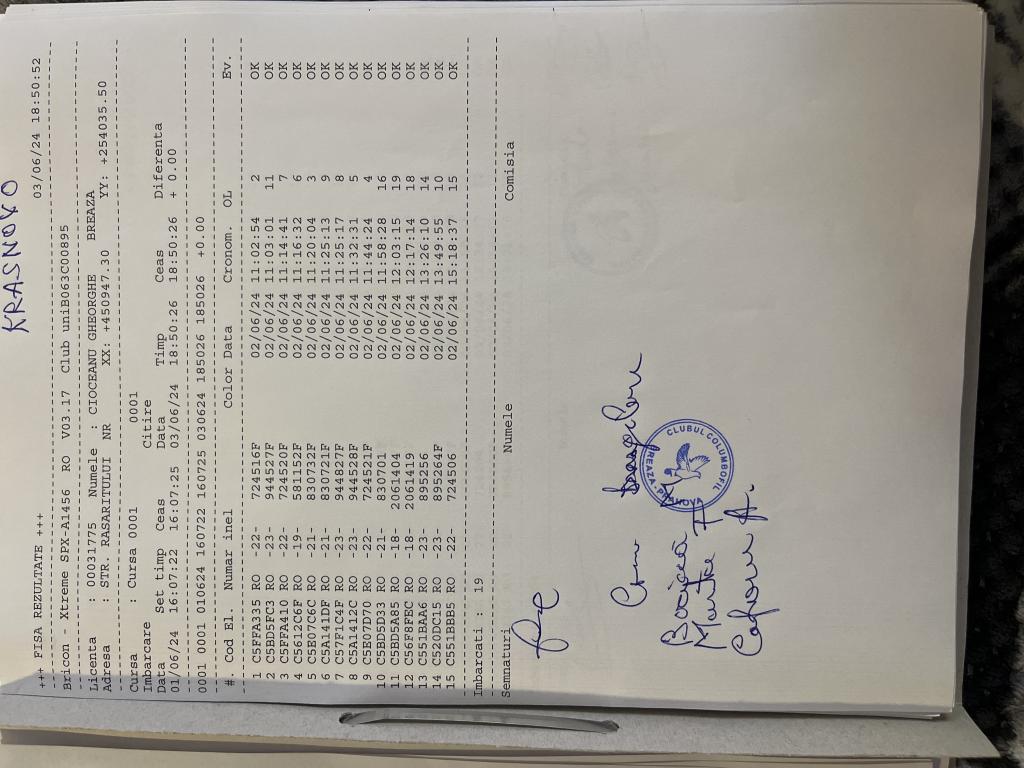 KRASNOYO
+++ FISA REZULTATE +++ 03/06/24 18:50:52
Bricon - Xtreme SPX A1456 RO V03.17 Club uniB063C00895
Licenta : 00031775 Numele : CIOCEANU GHEORGHE BREAZA
Adresa : STR. RASARITULUI NR XX: +450947.30 YY: +254035.50
Cursa : Cursa 0001 0001
Imbarcare Citire
Data Set timp Ceas Data Timp Ceas Diferenta
01/06/24 16:07:22 16:07:25 03/06/24 18:50:26 18:50:26 + 0.00
0001 0001 010624 160722 160725 030624 185026 185026 +0.00
#. Cod El. Numar inel Color Data Cronom. OL Ev.
1 C5FFA335 RO -22- 724516F 02/06/24 11:02:54 2 OK
2 C5BD5FC3 RO -23- 944527F 02/06/24 11:03:01 11 OK
3 C5FFA410 RO -22- 724520F 02/06/24 11:14:41 7 OK
4 C5612C6F RO -19- 581152F 02/06/24 11:16:32 6 OK
5 C5E07C6C RO -21- 830732F 02/06/24 11:20:04 3 OK
6 C5A141DF RO -21- 830721F 02/06/24 11:25:13 9 OK
7 C57F1C4F RO -23- 944827F 02/06/24 11:25:17 8 OK
8 C5A1412C RO -23- 944528F 02/06/24 11:32:31 5 OK
9 C5E07D70 RO -22- 724521F 02/06/24 11:44:24 4 OK
10 C5BD5D33 RO -21- 830701 02/06/24 11:58:28 16 OK
11 C5BD5A85 RO -18- 2061404 02/06/24 12:03:15 19 OK
12 C56F8FEC RO -18- 2061419 02/06/24 12:17:14 18 OK
13 C551BAA6 RO -23- 895256 02/06/24 13:26:10 14 OK
14 C520DC15 RO -23- 895264F 02/06/24 13:49:55 10 OK
15 C551BBB5 RO -22- 724506 02/06/24 15:18:37 15 OK
Imbarcati : 19
Semnaturi Numele Comisia
CLUBUL COLUMBOFIL
BREAZA - PRAHOVA